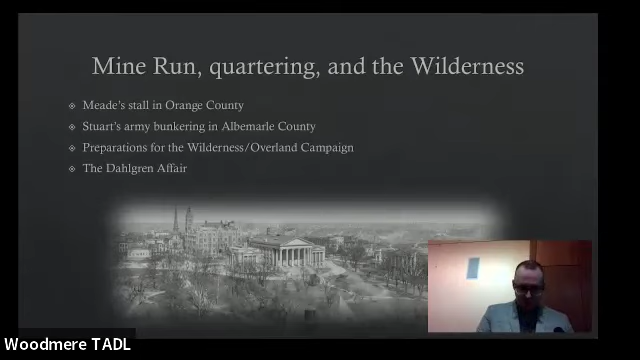 Mine Run, quartering, and the Wilderness
Meade's stall in Orange County
Stuart's army bunkering in Albemarle County
Preparations for the Wilderness/Overland Campaign
The Dahlgren Affair
Woodmere TADL